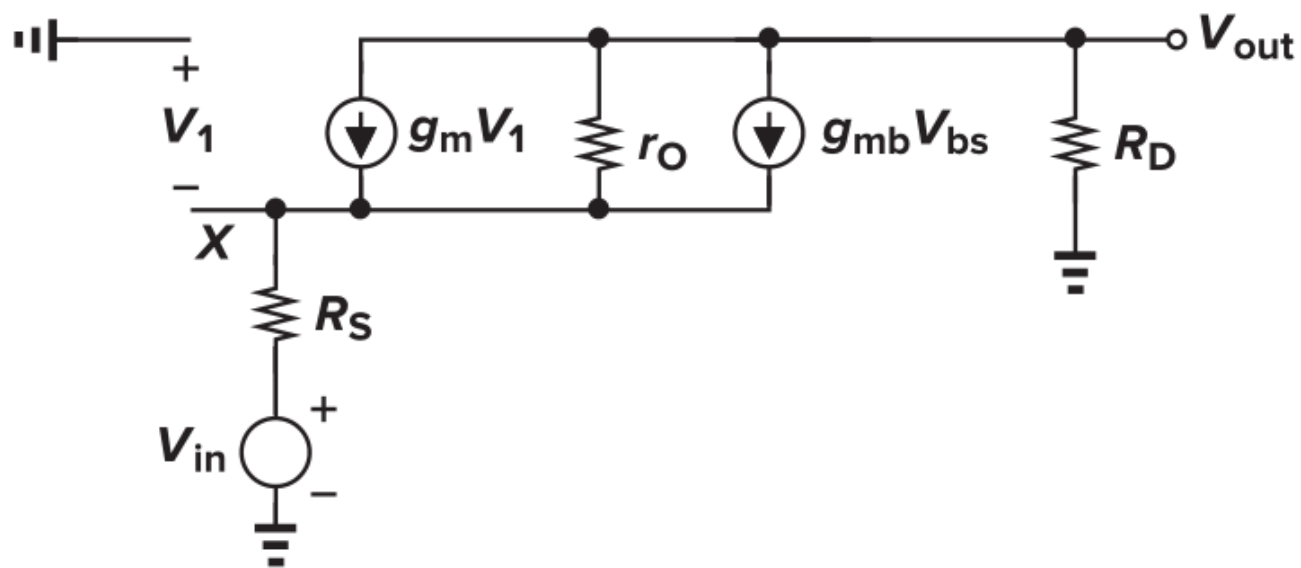 V_out
+
V_1
−
g_mV_1
r_O
g_mbV_bs
R_D
X
R_S
V_in
+
−